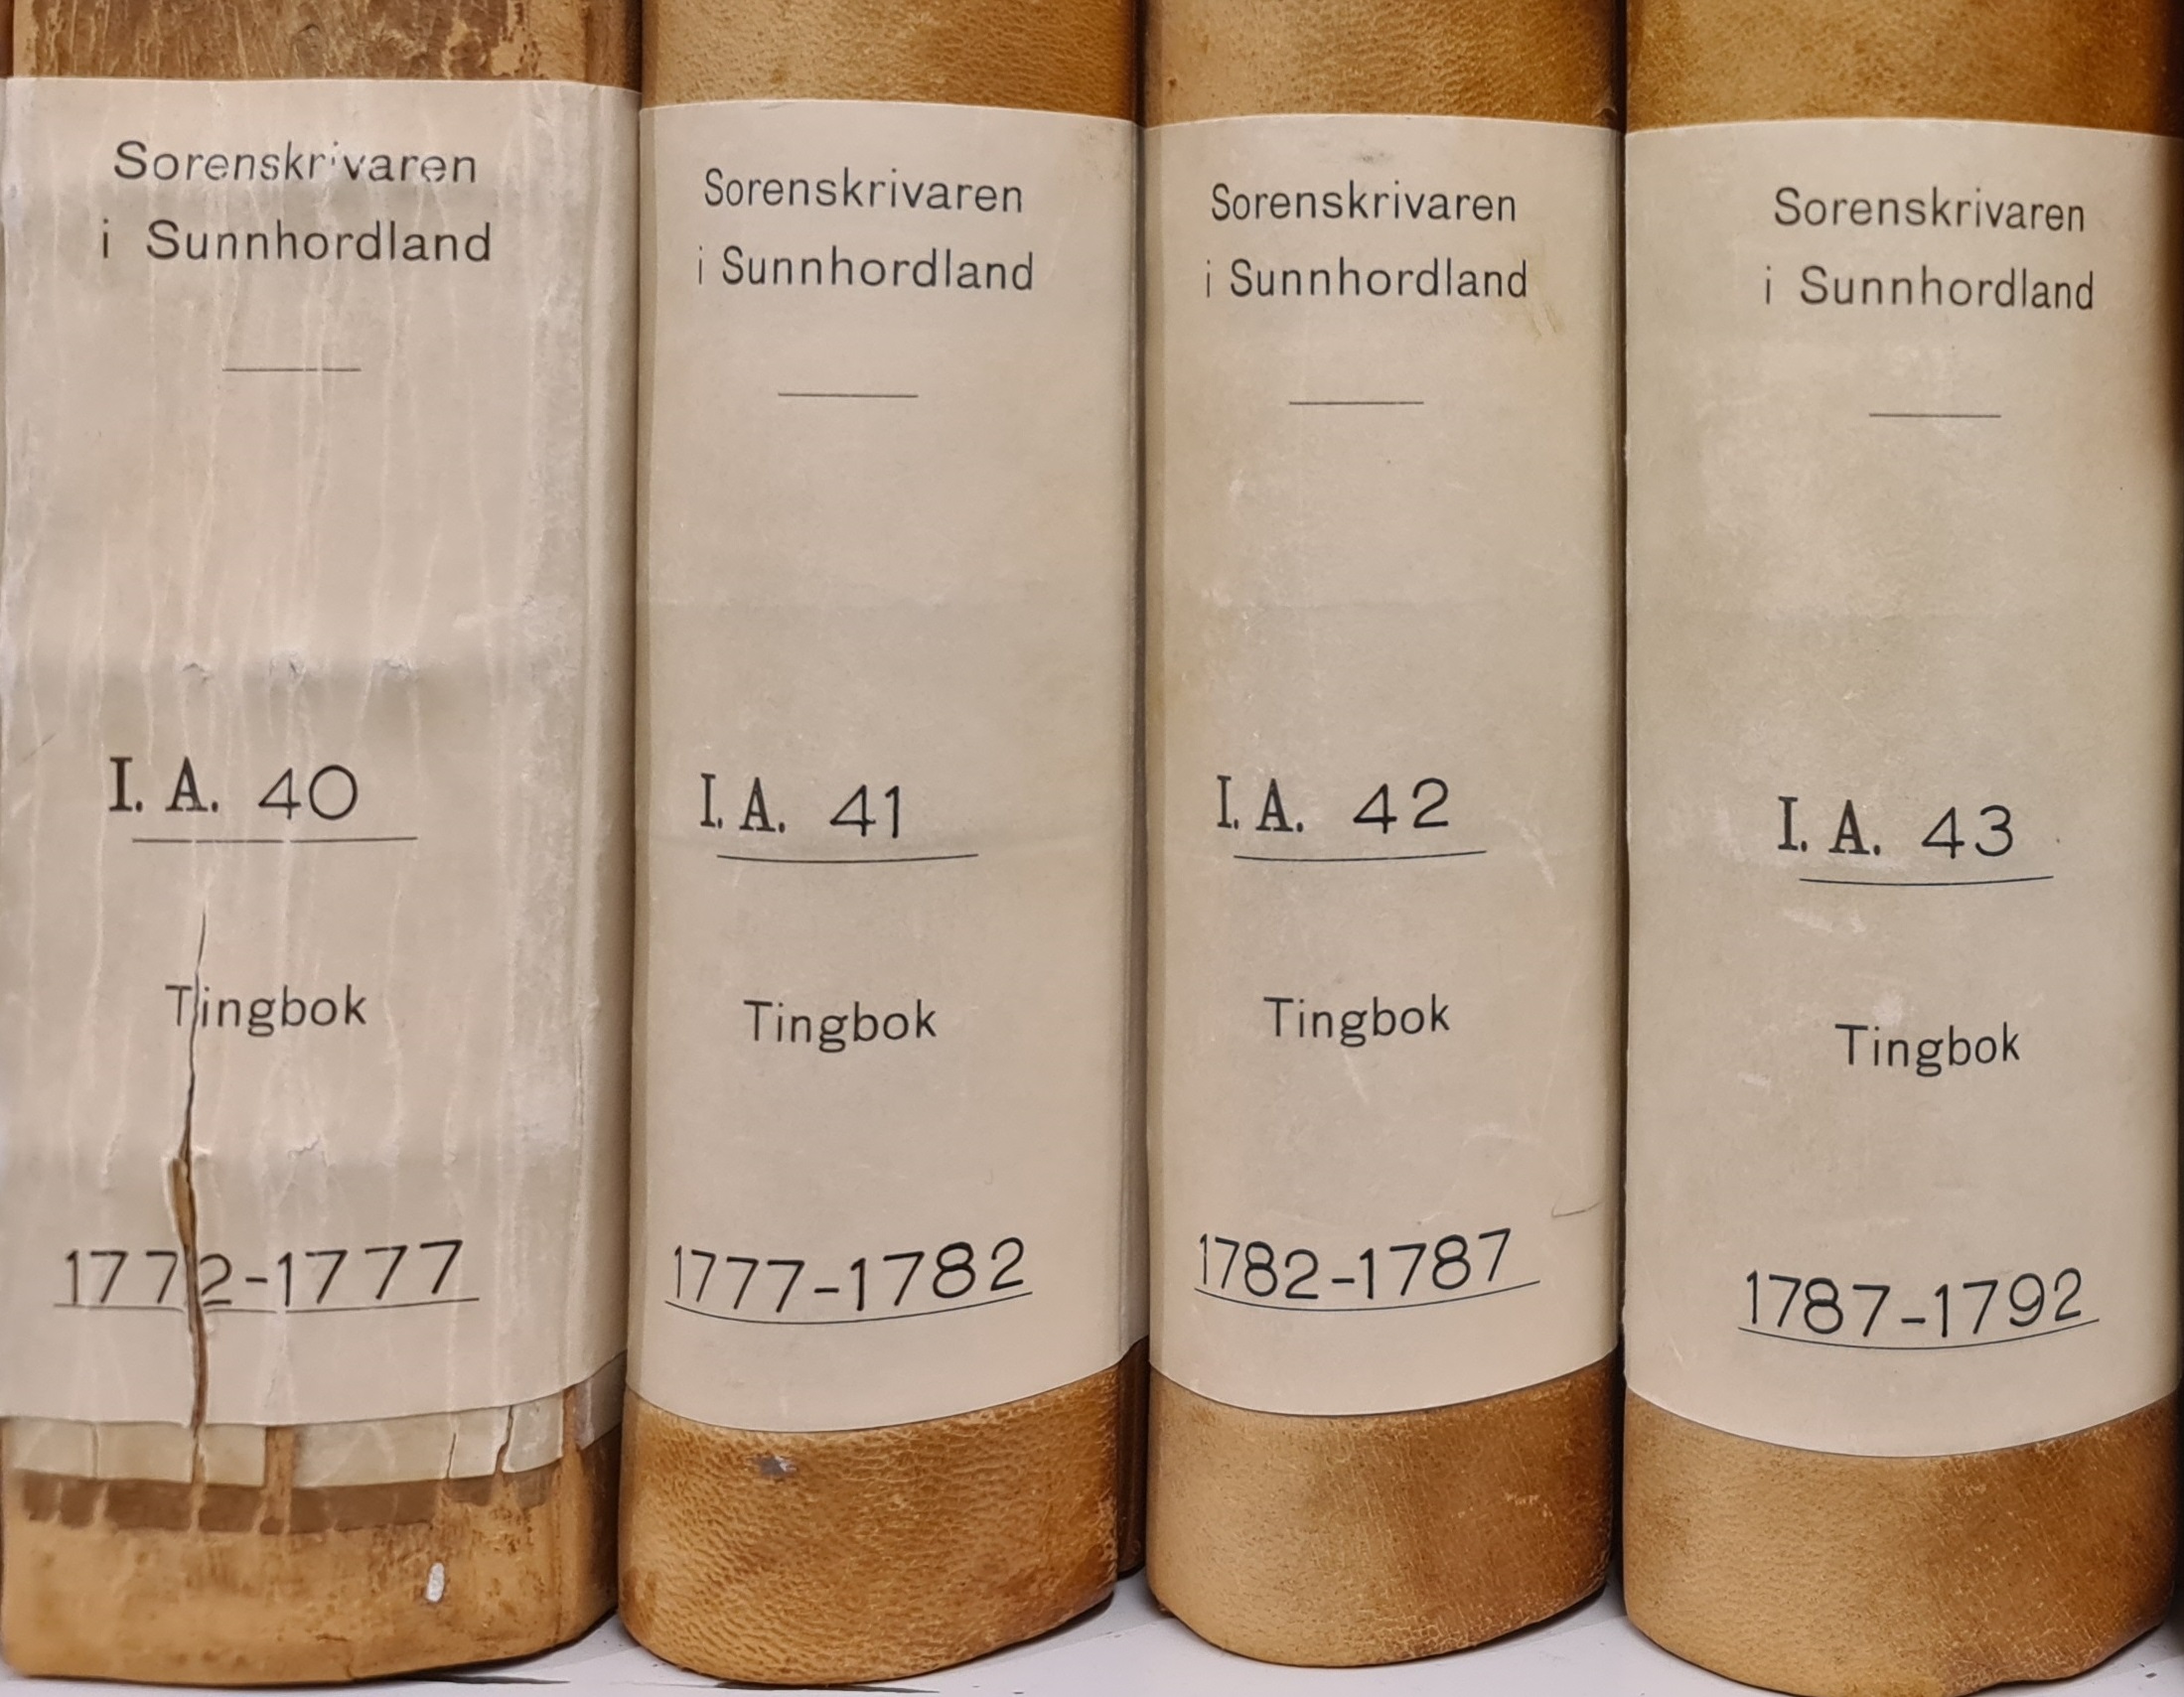 Sorenskrivaren
i Sunnhordland
I. A. 40
Tingbok
1772-1777
Sorenskrivaren
i Sunnhordland
I. A. 41
Tingbok
1777-1782
Sorenskrivaren
i Sunnhordland
I. A. 42
Tingbok
1782-1787
Sorenskrivaren
i Sunnhordland
I. A. 43
Tingbok
1787-1792